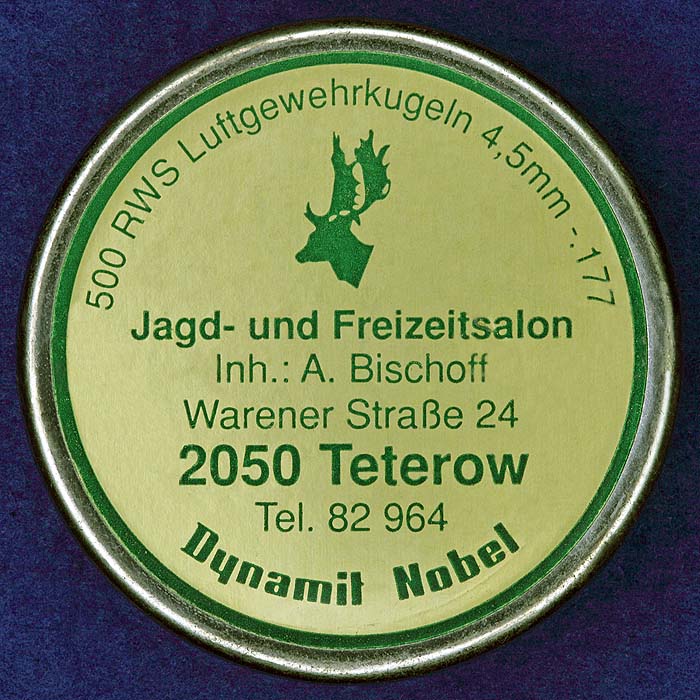 500 RWS Luftgewehrkugeln 4,5mm -.177
Jagd- und Freizeitsalon
Inh.: A. Bischoff
Warener Straße 24
2050 Teterow
Tel. 82 964
Dynamit Nobel